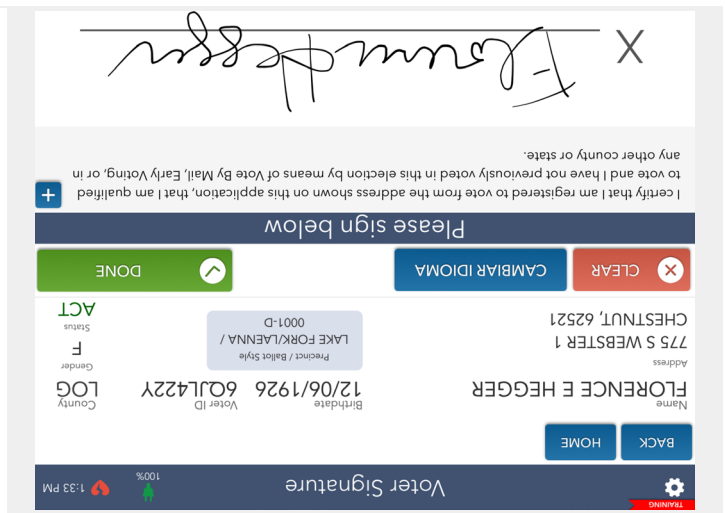 TRAINING
Voter Signature
100%
1:33 PM
BACK
HOME
Name
FLORENCE E HEGGER
Birthdate
12/06/1926
Voter ID
6QJL422Y
County
LOG
Address
775 S WEBSTER 1
CHESTNUT, 62521
Precinct / Ballot Style
LAKE FORK/LAENNA /
0001-D
Gender
F
Status
ACT
CLEAR
CAMBIAR IDIOMA
DONE
Please sign below
I certify that I am registered to vote from the address shown on this application, that I am qualified
to vote and I have not previously voted in this election by means of Vote By Mail, Early Voting, or in
any other county or state.
+
X
Floren Hegger